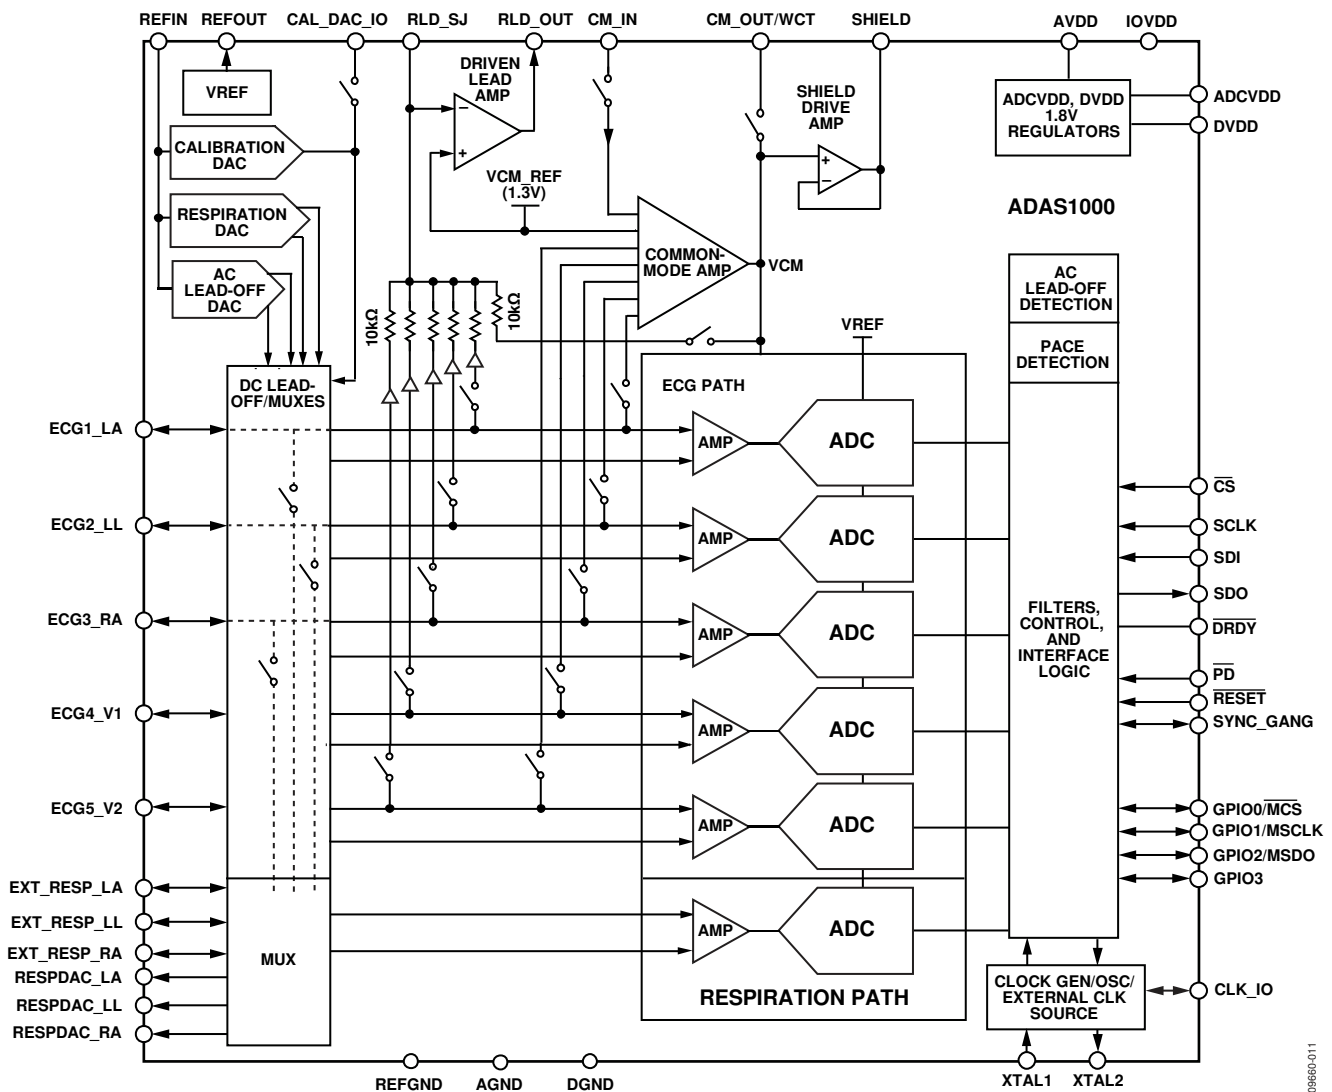 REFIN
REFOUT
CAL_DAC_IO
RLD_SJ
RLD_OUT
CM_IN
CM_OUT/WCT
SHIELD
AVDD
IOVDD
DRIVEN
LEAD
AMP
VREF
SHIELD
DRIVE
AMP
ADCVDD, DVDD
1.8V
REGULATORS
ADCVDD
DVDD
CALIBRATION
DAC
–
+
+
–
VCM_REF
(1.3V)
ADAS1000
RESPIRATION
DAC
COMMON-
MODE AMP
VCM
AC
LEAD-OFF
DAC
AC
LEAD-OFF
DETECTION
10kΩ
10kΩ
VREF
PACE
DETECTION
DC LEAD-
OFF/MUXES
ECG PATH
ECG1_LA
AMP
ADC
CS
ECG2_LL
AMP
ADC
SCLK
SDI
SDO
FILTERS,
CONTROL,
AND
INTERFACE
LOGIC
ECG3_RA
AMP
ADC
DRDY
PD
RESET
ECG4_V1
AMP
ADC
SYNC_GANG
ECG5_V2
AMP
ADC
GPIO0/MCS
GPIO1/MSCLK
GPIO2/MSDO
GPIO3
EXT_RESP_LA
EXT_RESP_LL
EXT_RESP_RA
RESPDAC_LA
RESPDAC_LL
RESPDAC_RA
MUX
AMP
ADC
RESPIRATION PATH
CLOCK GEN/OSC/
EXTERNAL CLK
SOURCE
CLK_IO
REFGND
AGND
DGND
XTAL1
XTAL2
09660-011